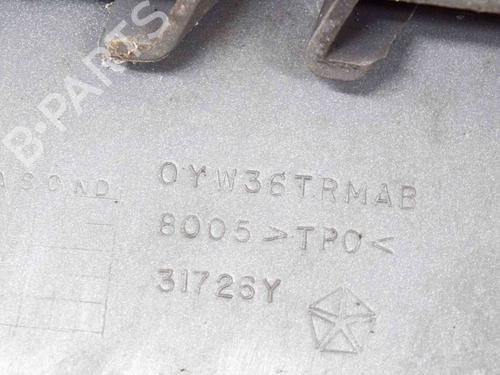 B-PARTS
A S O N D
0YW36TRMAB
8005 >TPO<
31726Y